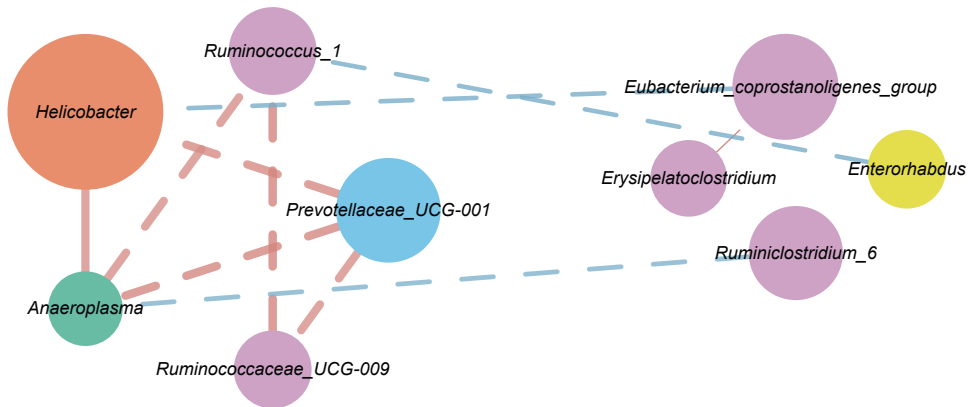 Ruminococcus_1
Eubacterium_coprostanoligenes_group
Helicobacter
Erysipelatoclostridium
Enterorhabdus
Prevotellaceae_UCG-001
Ruminiclostridium_6
Anaeroplasma
Ruminococcaceae_UCG-009